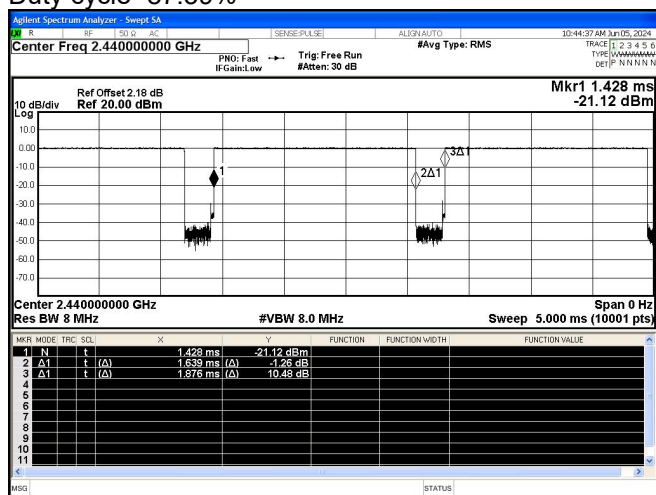 Agilent Spectrum Analyzer - Swept SA
R RF 50 Ω AC SENSE:PULSE ALIGN AUTO 10:44:37 AM Jun 05, 2024
Center Freq 2.440000000 GHz #Avg Type: RMS TRACE 1 2 3 4 5 6
PNO: Fast Trig: Free Run TYPE
IFGain:Low #Atten: 30 dB DET P N N N N N
Mkr1 1.428 ms
Ref Offset 2.18 dB
10 dB/div Ref 20.00 dBm -21.12 dBm
Log
10.0
0.00
3Δ1
-10.0
1
2Δ1
-20.0
-30.0
-40.0
-50.0
-60.0
-70.0
Center 2.440000000 GHz Span 0 Hz
Res BW 8 MHz #VBW 8.0 MHz Sweep 5.000 ms (10001 pts)
MKR MODE TRC SCL X Y FUNCTION FUNCTION WIDTH FUNCTION VALUE
1 N t 1.428 ms -21.12 dBm
2 Δ1 t (Δ) 1.639 ms (Δ) -1.26 dB
3 Δ1 t (Δ) 1.876 ms (Δ) 10.48 dB
4
5
6
7
8
9
10
11
MSG STATUS